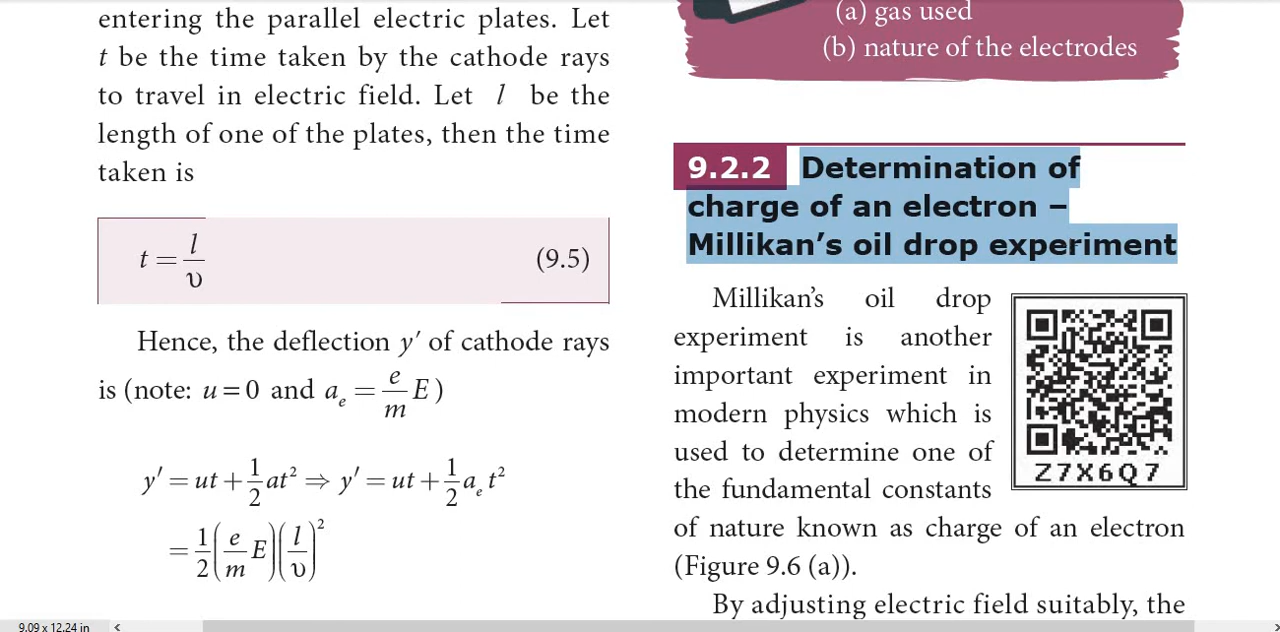 entering the parallel electric plates. Let
t be the time taken by the cathode rays
to travel in electric field. Let l be the
length of one of the plates, then the time
taken is
t = l/υ (9.5)
Hence, the deflection y′ of cathode rays
is (note: u = 0 and aₑ = e/m E)
y′ = ut + 1/2 at² ⇒ y′ = ut + 1/2 aₑ t²
= 1/2 (e/m E)(l/υ)²
(a) gas used
(b) nature of the electrodes
9.2.2 Determination of
charge of an electron –
Millikan’s oil drop experiment
Millikan’s oil drop
experiment is another
important experiment in
modern physics which is
used to determine one of
the fundamental constants
of nature known as charge of an electron
(Figure 9.6 (a)).
By adjusting electric field suitably, the
Z7X6Q7
9.09 x 12.24 in